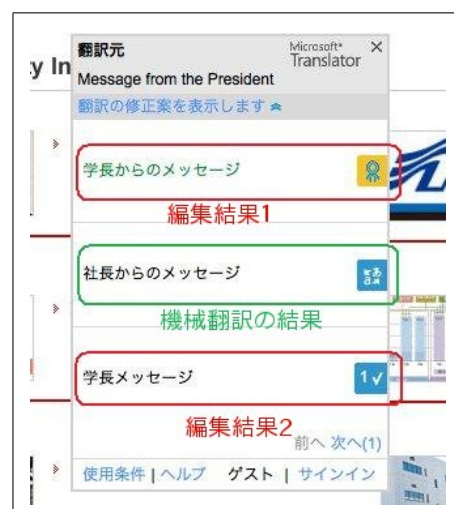 ty In
翻訳元
Microsoft® Translator ×
Message from the President
翻訳の修正案を表示します
学長からのメッセージ
編集結果1
社長からのメッセージ
機械翻訳の結果
学長メッセージ
1
編集結果2
前へ 次へ(1)
使用条件 | ヘルプ ゲスト | サインイン